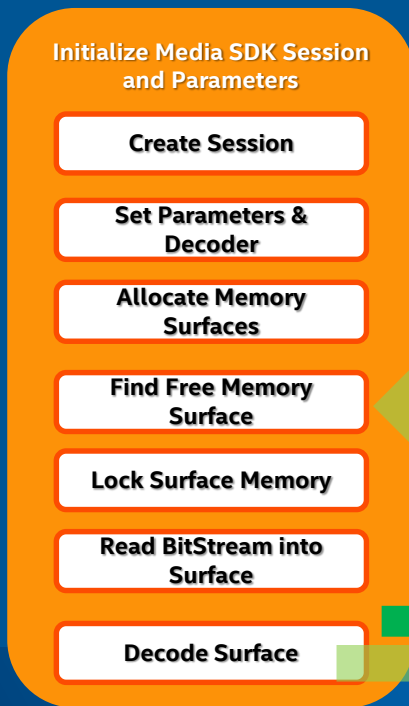 Initialize Media SDK Session
and Parameters
Create Session
Set Parameters &
Decoder
Allocate Memory
Surfaces
Find Free Memory
Surface
Lock Surface Memory
Read BitStream into
Surface
Decode Surface